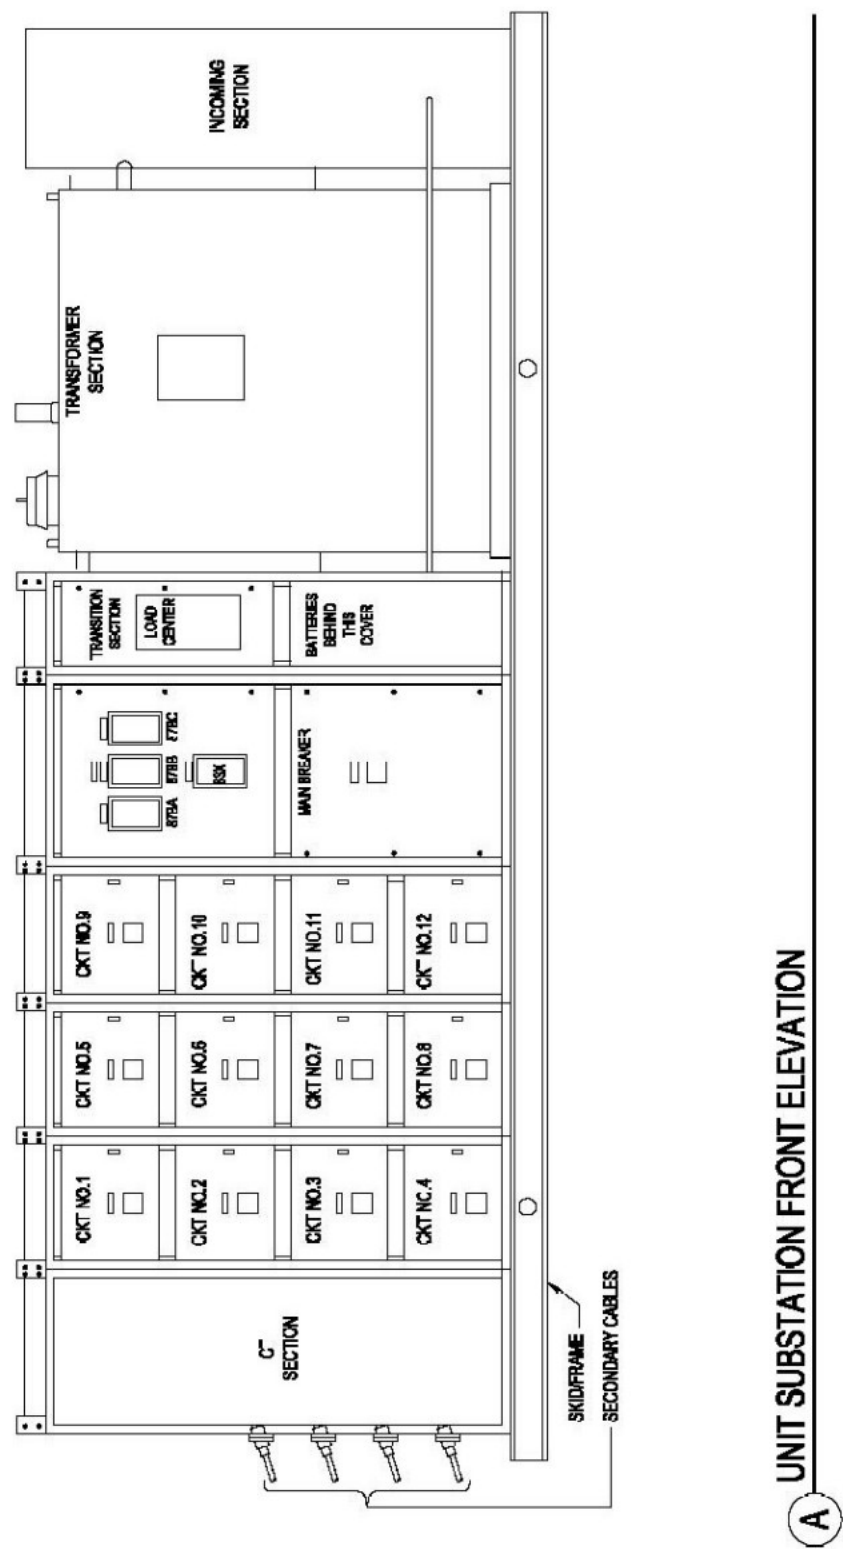 INCOMING
SECTION
TRANSFORMER
SECTION
TRANSITION
SECTION
LOAD
CENTER
BATTERIES
BEHIND
THIS
COVER
87BA
87BB
87BC
86X
MAIN BREAKER
CKT NO.9
CKT NO.10
CKT NO.11
CKT NO.12
CKT NO.5
CKT NO.6
CKT NO.7
CKT NO.8
CKT NO.1
CKT NO.2
CKT NO.3
CKT NO.4
CT
SECTION
SKID/FRAME
SECONDARY CABLES
A
UNIT SUBSTATION FRONT ELEVATION